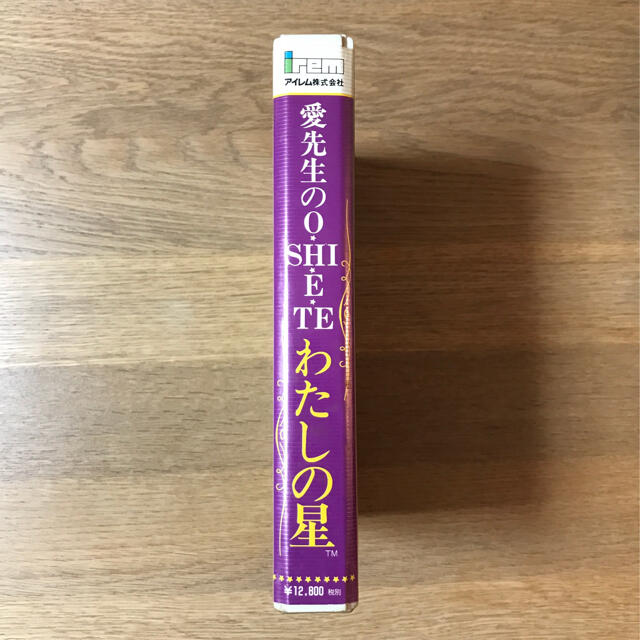 irem
アイレム株式会社
愛先生のO★SHI★E★TE
わたしの星
TM
★★★★★★★★★★
¥12,800 税別